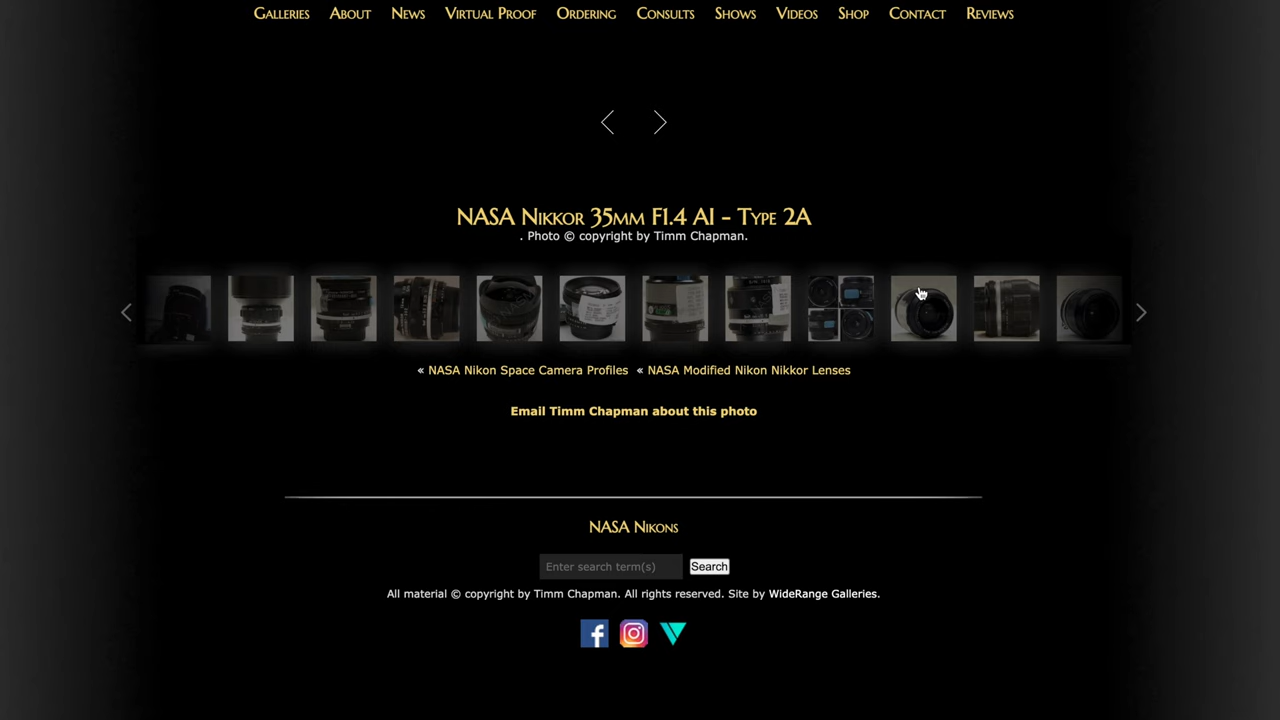 Galleries About News Virtual Proof Ordering Consults Shows Videos Shop Contact Reviews
NASA Nikkor 35mm F1.4 AI - Type 2A
. Photo © copyright by Timm Chapman.
« NASA Nikon Space Camera Profiles « NASA Modified Nikon Nikkor Lenses
Email Timm Chapman about this photo
NASA Nikons
Enter search term(s) Search
All material © copyright by Timm Chapman. All rights reserved. Site by WideRange Galleries.